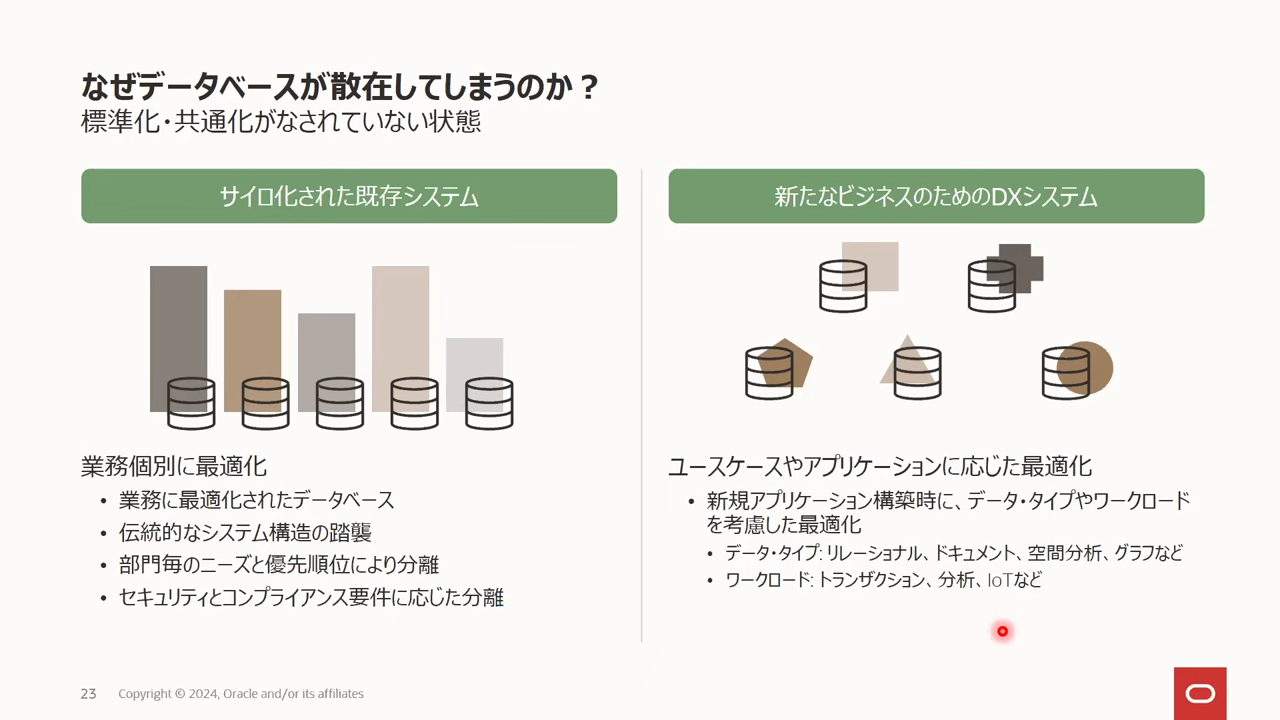 なぜデータベースが散在してしまうのか？
標準化・共通化がなされていない状態
サイロ化された既存システム
業務個別に最適化
• 業務に最適化されたデータベース
• 伝統的なシステム構造の踏襲
• 部門毎のニーズと優先順位により分離
• セキュリティとコンプライアンス要件に応じた分離
新たなビジネスのためのDXシステム
ユースケースやアプリケーションに応じた最適化
• 新規アプリケーション構築時に、データ・タイプやワークロード
を考慮した最適化
• データ・タイプ: リレーショナル、ドキュメント、空間分析、グラフなど
• ワークロード: トランザクション、分析、IoTなど
23 Copyright © 2024, Oracle and/or its affiliates